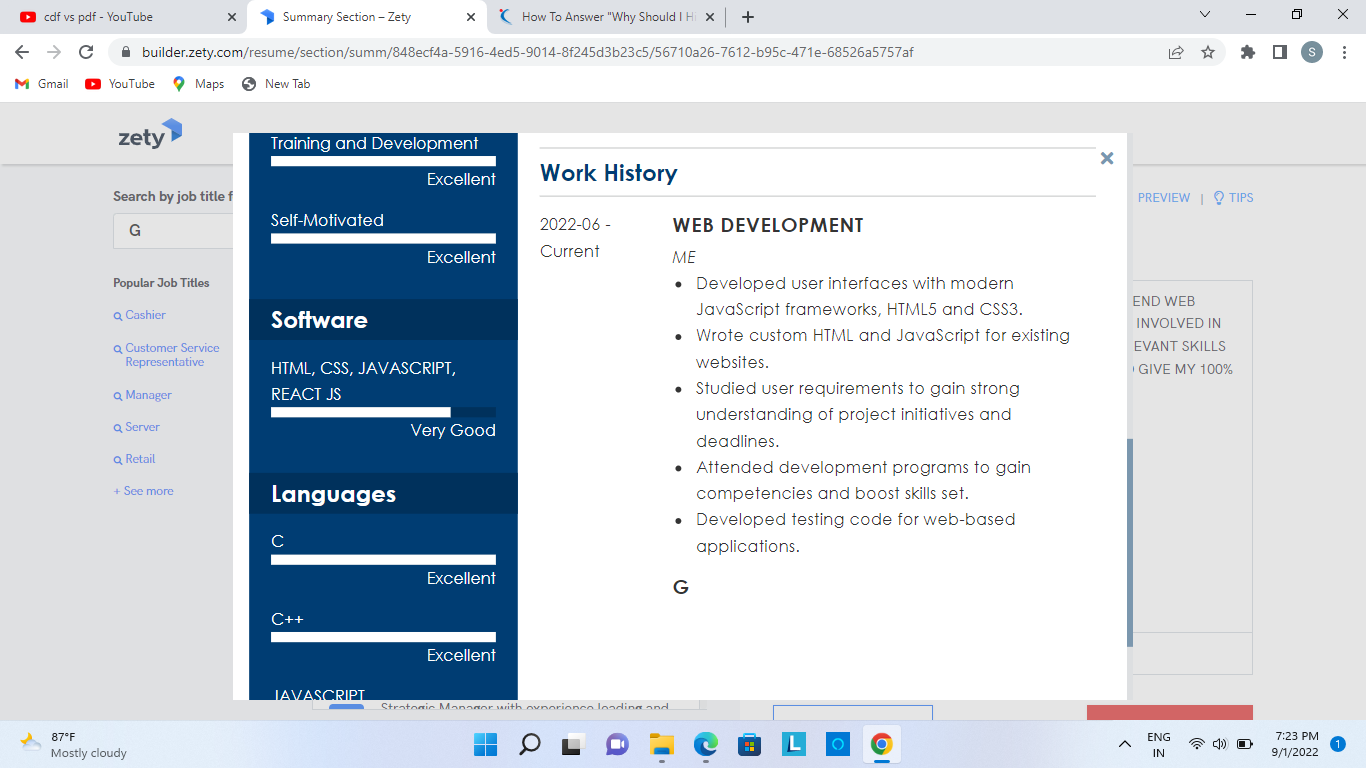 cdf vs pdf - YouTube
Summary Section – Zety
How To Answer "Why Should I Hi
builder.zety.com/resume/section/summ/848ecf4a-5916-4ed5-9014-8f245d3b23c5/56710a26-7612-b95c-471e-68526a5757af
S
Gmail
YouTube
Maps
New Tab
zety
Search by job title f
G
Popular Job Titles
Cashier
Customer Service
Representative
Manager
Server
Retail
+ See more
Training and Development
Excellent
Self-Motivated
Excellent
Software
HTML, CSS, JAVASCRIPT,
REACT JS
Very Good
Languages
C
Excellent
C++
Excellent
JAVASCRIPT
Work History
2022-06 -
Current
WEB DEVELOPMENT
ME
Developed user interfaces with modern
JavaScript frameworks, HTML5 and CSS3.
Wrote custom HTML and JavaScript for existing
websites.
Studied user requirements to gain strong
understanding of project initiatives and
deadlines.
Attended development programs to gain
competencies and boost skills set.
Developed testing code for web-based
applications.
G
PREVIEW | TIPS
END WEB
INVOLVED IN
EVANT SKILLS
GIVE MY 100%
Strategic Manager with experience leading and
87°F
Mostly cloudy
L
O
ENG
IN
7:23 PM
9/1/2022
1